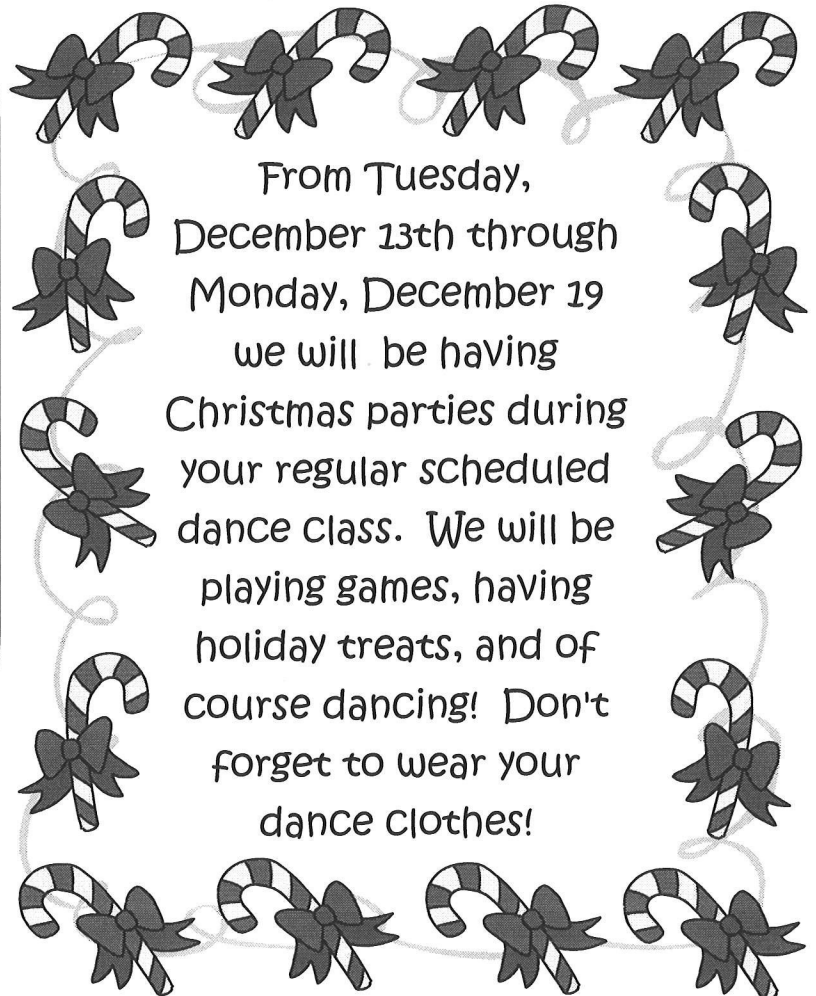 From Tuesday,
December 13th through
Monday, December 19
we will be having
Christmas parties during
your regular scheduled
dance class. We will be
playing games, having
holiday treats, and of
course dancing! Don't
forget to wear your
dance clothes!